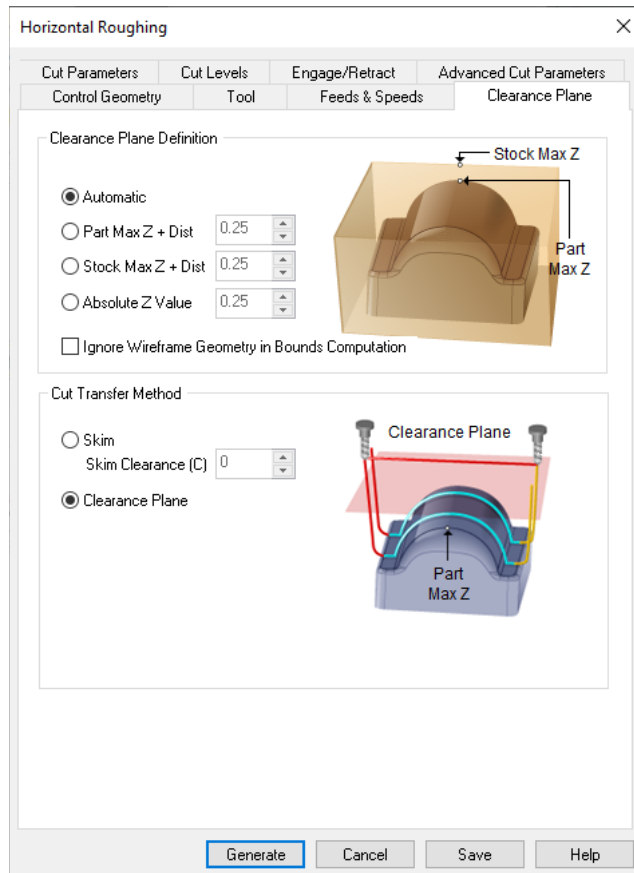 Horizontal Roughing
Cut Parameters Cut Levels Engage/Retract Advanced Cut Parameters
Control Geometry Tool Feeds & Speeds Clearance Plane
Clearance Plane Definition
Stock Max Z
Automatic
Part Max Z + Dist 0.25
Stock Max Z + Dist 0.25
Absolute Z Value 0.25
Part
Max Z
Ignore Wireframe Geometry in Bounds Computation
Cut Transfer Method
Skim
Skim Clearance (C) 0
Clearance Plane
Clearance Plane
Part
Max Z
Generate Cancel Save Help